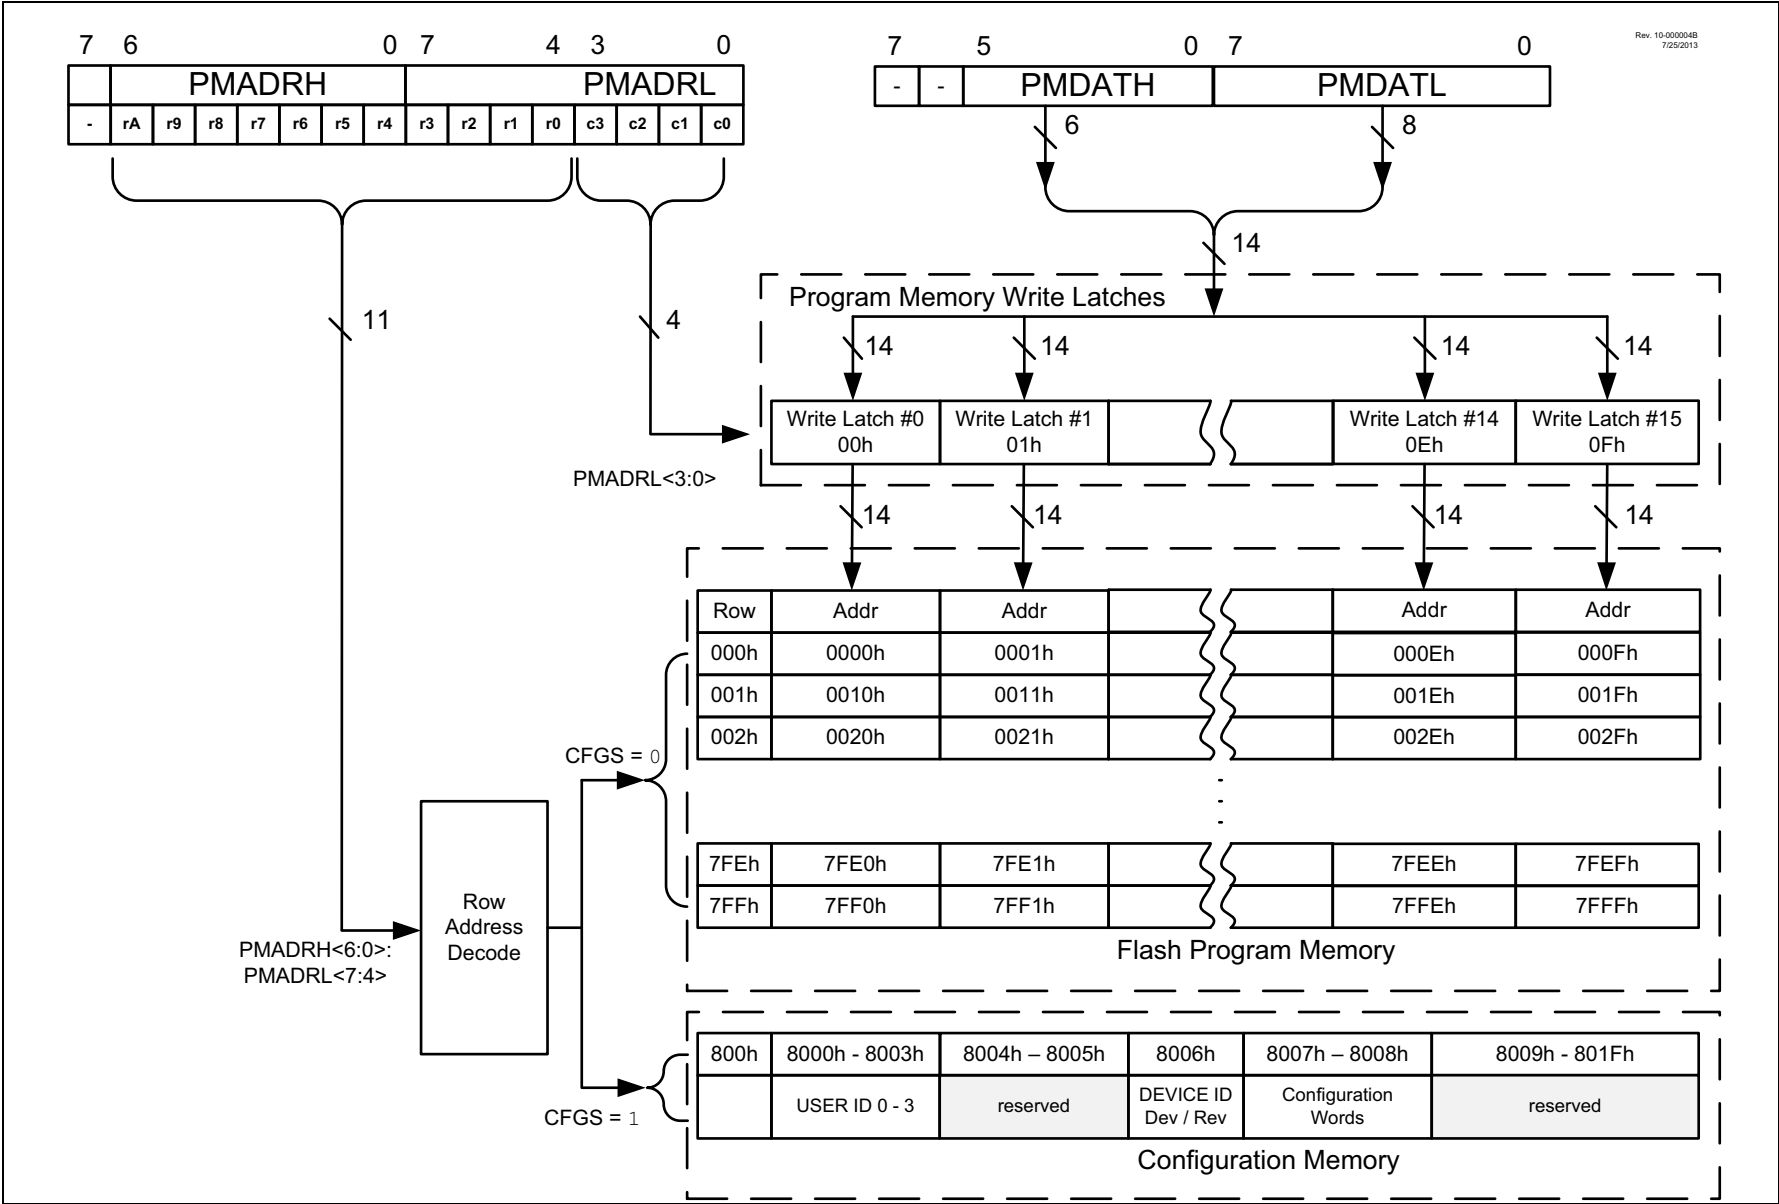 7 6 0 7 4 3 0
7 5 0 7 0
Rev. 10-000004B
7/25/2013
PMADRH PMADRL
- rA r9 r8 r7 r6 r5 r4 r3 r2 r1 r0 c3 c2 c1 c0
- - PMDATH PMDATL
6 8
14
11
4
Program Memory Write Latches
14 14 14 14
Write Latch #0
00h
Write Latch #1
01h
Write Latch #14
0Eh
Write Latch #15
0Fh
PMADRL<3:0>
14 14 14 14
Row Addr Addr Addr Addr
000h 0000h 0001h 000Eh 000Fh
001h 0010h 0011h 001Eh 001Fh
002h 0020h 0021h 002Eh 002Fh
CFGS = 0
7FEh 7FE0h 7FE1h 7FEEh 7FEFh
7FFh 7FF0h 7FF1h 7FFEh 7FFFh
Flash Program Memory
Row
Address
Decode
PMADRH<6:0>:
PMADRL<7:4>
800h 8000h - 8003h 8004h – 8005h 8006h 8007h – 8008h 8009h - 801Fh
USER ID 0 - 3
reserved
DEVICE ID
Dev / Rev
Configuration
Words
reserved
CFGS = 1
Configuration Memory